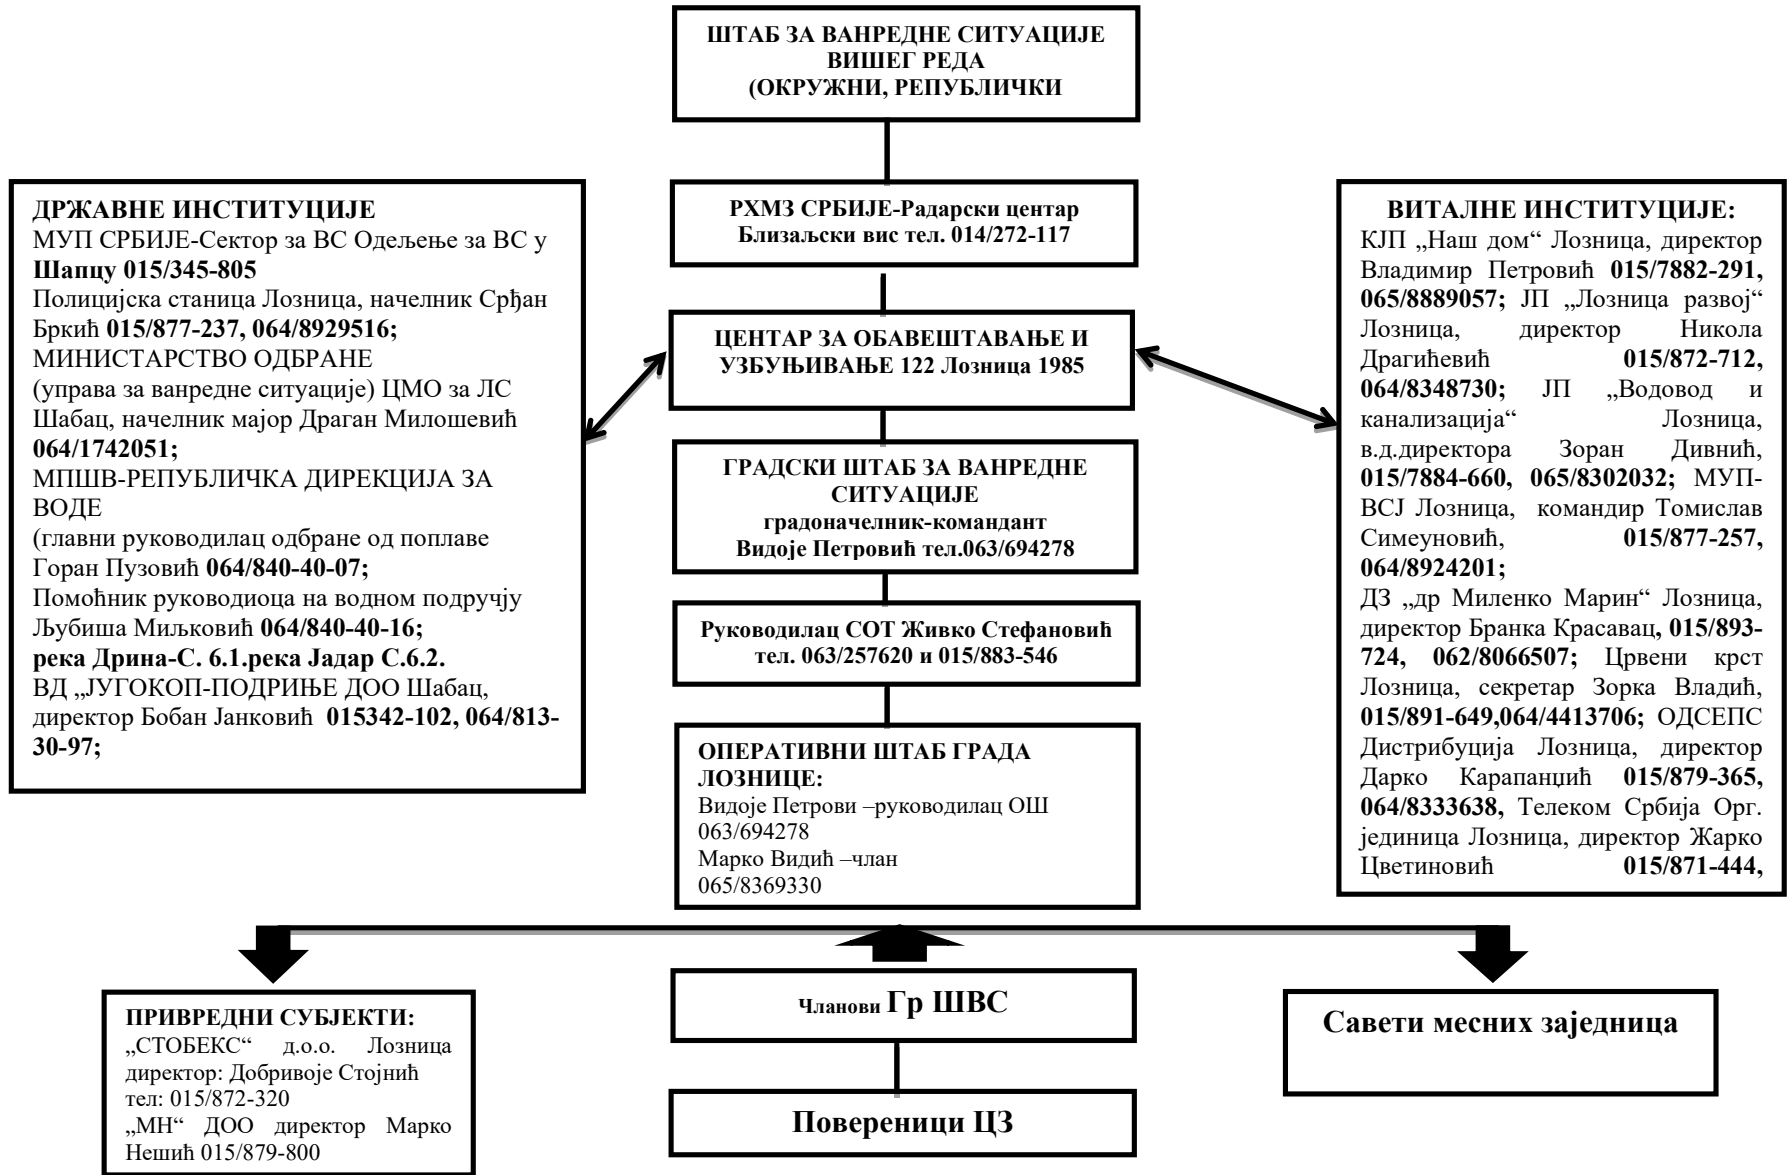 ШТАБ ЗА ВАНРЕДНЕ СИТУАЦИЈЕ
ВИШЕГ РЕДА
(ОКРУЖНИ, РЕПУБЛИЧКИ
РХМЗ СРБИЈЕ-Радарски центар
Близаљски вис тел. 014/272-117
ЦЕНТАР ЗА ОБАВЕШТАВАЊЕ И
УЗБУЊИВАЊЕ 122 Лозница 1985
ГРАДСКИ ШТАБ ЗА ВАНРЕДНЕ
СИТУАЦИЈЕ
градоначелник-командант
Видоје Петровић тел.063/694278
Руководилац СОТ Живко Стефановић
тел. 063/257620 и 015/883-546
ОПЕРАТИВНИ ШТАБ ГРАДА
ЛОЗНИЦЕ:
Видоје Петрови –руководилац ОШ
063/694278
Марко Видић –члан
065/8369330
ДРЖАВНЕ ИНСТИТУЦИЈЕ
МУП СРБИЈЕ-Сектор за ВС Одељење за ВС у
Шапцу 015/345-805
Полицијска станица Лозница, начелник Срђан
Бркић 015/877-237, 064/8929516;
МИНИСТАРСТВО ОДБРАНЕ
(управа за ванредне ситуације) ЦМО за ЛС
Шабац, начелник мајор Драган Милошевић
064/1742051;
МПШВ-РЕПУБЛИЧКА ДИРЕКЦИЈА ЗА
ВОДЕ
(главни руководилац одбране од поплаве
Горан Пузовић 064/840-40-07;
Помоћник руководиоца на водном подручју
Љубиша Миљковић 064/840-40-16;
река Дрина-С. 6.1.река Јадар С.6.2.
ВД „ЈУГОКОП-ПОДРИЊЕ ДОО Шабац,
директор Бобан Јанковић 015342-102, 064/813-
30-97;
ВИТАЛНЕ ИНСТИТУЦИЈЕ:
КЈП „Наш дом“ Лозница, директор
Владимир Петровић 015/7882-291,
065/8889057; ЈП „Лозница развој“
Лозница, директор Никола
Драгићевић 015/872-712,
064/8348730; ЈП „Водовод и
канализација“ Лозница,
в.д.директора Зоран Дивнић,
015/7884-660, 065/8302032; МУП-
ВСЈ Лозница, командир Томислав
Симеуновић, 015/877-257,
064/8924201;
ДЗ „др Миленко Марин“ Лозница,
директор Бранка Красавац, 015/893-
724, 062/8066507; Црвени крст
Лозница, секретар Зорка Владић,
015/891-649,064/4413706; ОДСЕПС
Дистрибуција Лозница, директор
Дарко Карапанџић 015/879-365,
064/8333638, Телеком Србија Орг.
јединица Лозница, директор Жарко
Цветиновић 015/871-444,
ПРИВРЕДНИ СУБЈЕКТИ:
„СТОБЕКС“ д.о.о. Лозница
директор: Добривоје Стојнић
тел: 015/872-320
„МН“ ДОО директор Марко
Нешић 015/879-800
Чланови Гр ШВС
Повереници ЦЗ
Савети месних заједница